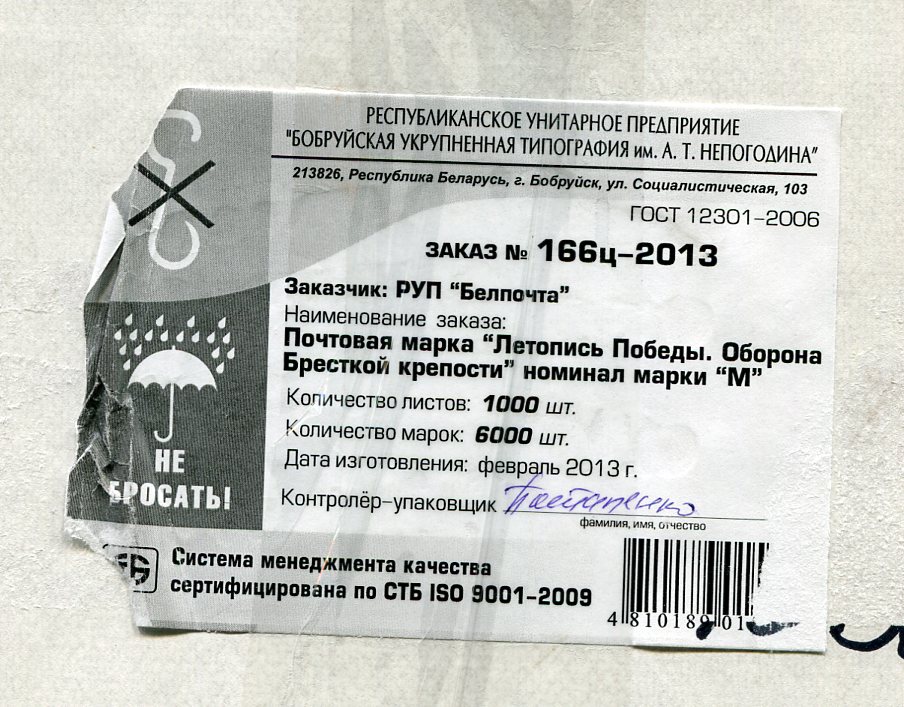 РЕСПУБЛИКАНСКОЕ УНИТАРНОЕ ПРЕДПРИЯТИЕ
"БОБРУЙСКАЯ УКРУПНЕННАЯ ТИПОГРАФИЯ им. А. Т. НЕПОГОДИНА"
213826, Республика Беларусь, г. Бобруйск, ул. Социалистическая, 103
ГОСТ 12301–2006
ЗАКАЗ № 166ц–2013
Заказчик: РУП "Белпочта"
Наименование заказа:
Почтовая марка "Летопись Победы. Оборона
Бресткой крепости" номинал марки "М"
Количество листов: 1000 шт.
Количество марок: 6000 шт.
Дата изготовления: февраль 2013 г.
Контролёр–упаковщик
фамилия, имя, отчество
НЕ
БРОСАТЬ!
Система менеджмента качества
сертифицирована по СТБ ISO 9001–2009
4 810189 01